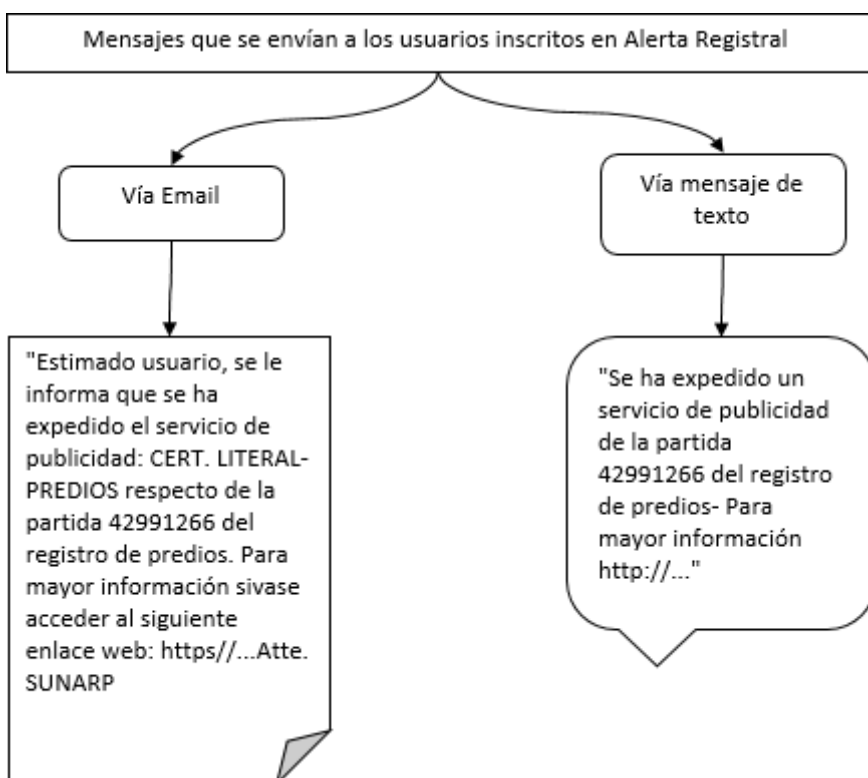 Mensajes que se envían a los usuarios inscritos en Alerta Registral
Vía Email
Vía mensaje de
texto
"Estimado usuario, se le
informa que se ha
expedido el servicio de
publicidad: CERT. LITERAL-
PREDIOS respecto de la
partida 42991266 del
registro de predios. Para
mayor información sivase
acceder al siguiente
enlace web: https//...Atte.
SUNARP
"Se ha expedido un
servicio de publicidad
de la partida
42991266 del registro
de predios- Para
mayor información
http://..."